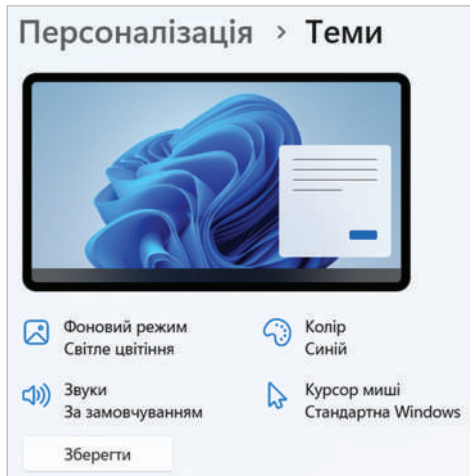 Персоналізація > Теми
Фоновий режим
Світле цвітіння
Колір
Синій
Звуки
За замовчуванням
Курсор миші
Стандартна Windows
Зберегти